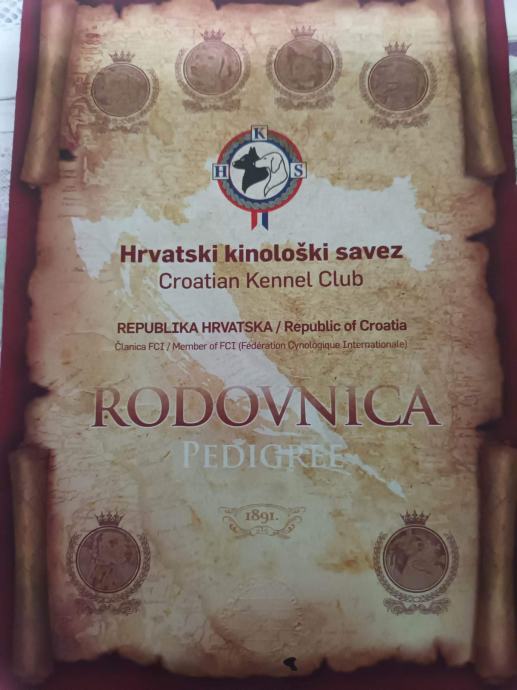 K
H S
Hrvatski kinološki savez
Croatian Kennel Club
REPUBLIKA HRVATSKA / Republic of Croatia
Članica FCI / Member of FCI (Fédération Cynologique Internationale)
RODOVNICA
PEDIGREE
1891.